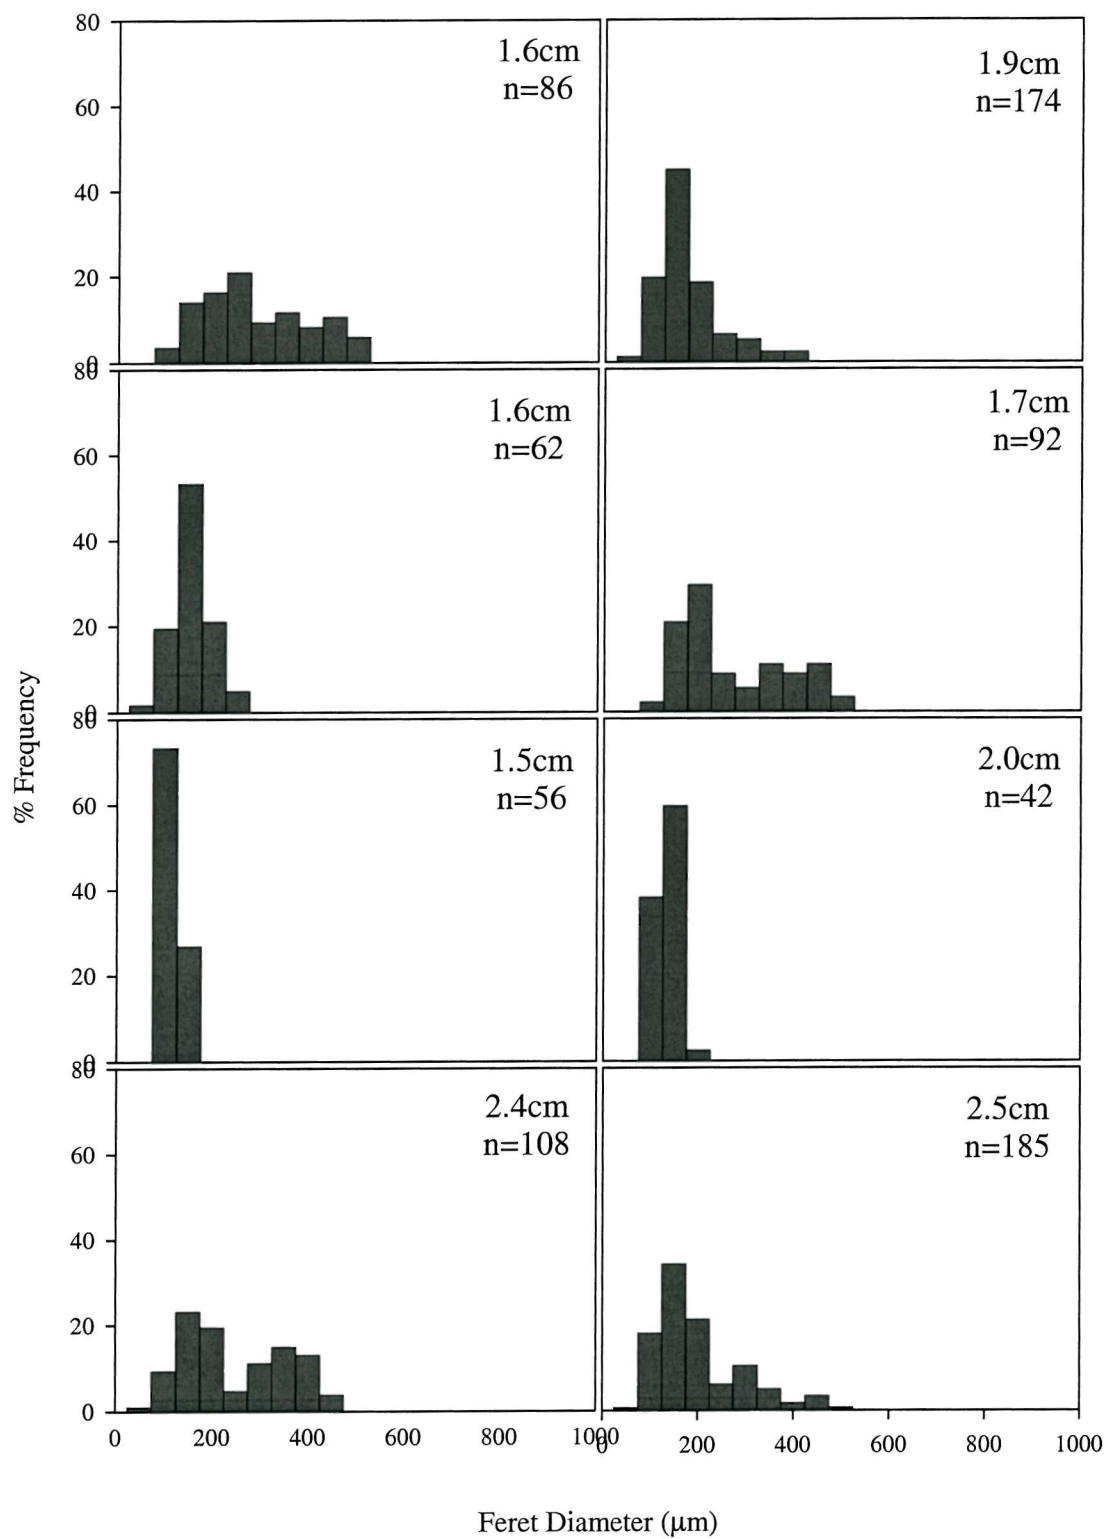 80
60
40
20
0
1.6cm
n=86
1.9cm
n=174
80
60
40
20
0
1.6cm
n=62
1.7cm
n=92
80
60
40
20
0
1.5cm
n=56
2.0cm
n=42
80
60
40
20
0
2.4cm
n=108
2.5cm
n=185
% Frequency
0 200 400 600 800 1000
0 200 400 600 800 1000
Feret Diameter (µm)